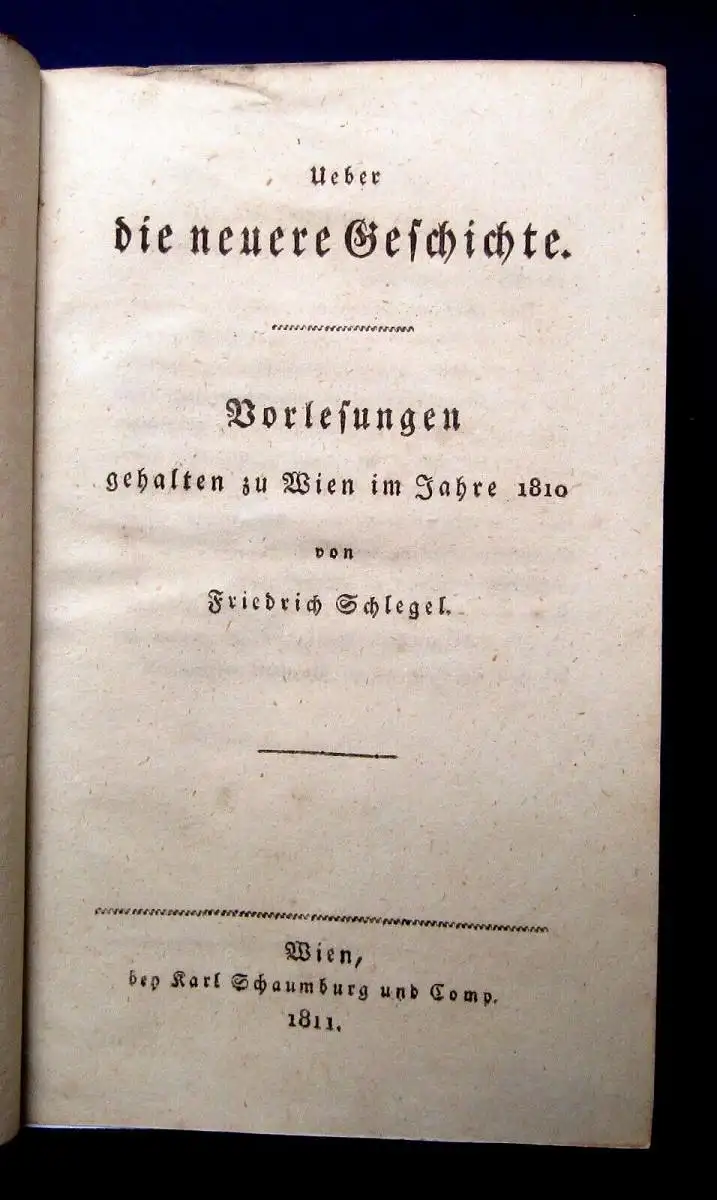 Ueber
die neuere Geſchichte.
Vorleſungen
gehalten zu Wien im Jahre 1810
von
Friedrich Schlegel.
Wien,
bey Karl Schaumburg und Comp.
1811.